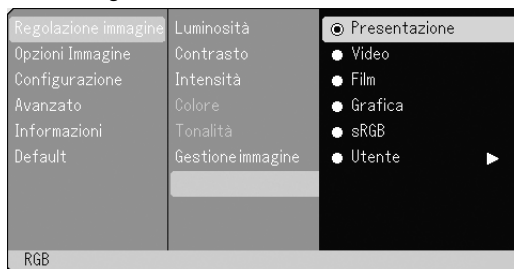 Regolazione immagine
Opzioni Immagine
Configurazione
Avanzato
Informazioni
Default
Luminosità
Contrasto
Intensità
Colore
Tonalità
Gestione immagine
Presentazione
Video
Film
Grafica
sRGB
Utente
RGB